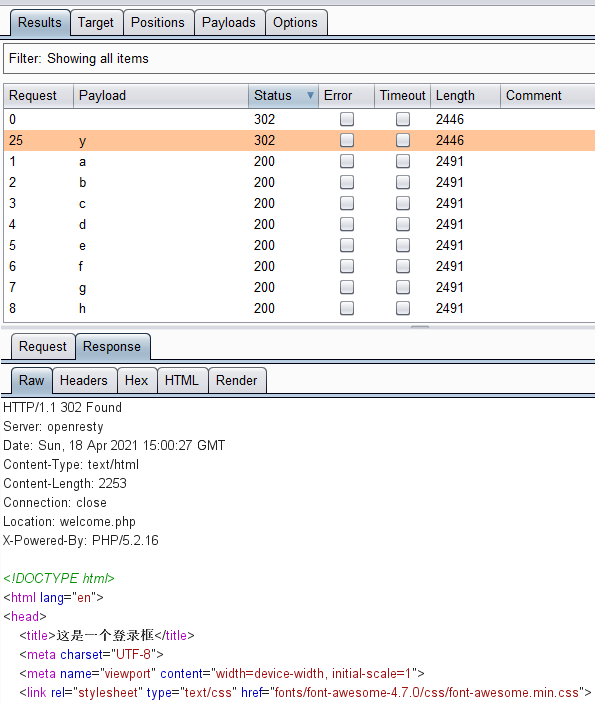 Results Target Positions Payloads Options
Filter: Showing all items
Request Payload Status Error Timeout Length Comment
0 302 2446
25 y 302 2446
1 a 200 2491
2 b 200 2491
3 c 200 2491
4 d 200 2491
5 e 200 2491
6 f 200 2491
7 g 200 2491
8 h 200 2491
Request Response
Raw Headers Hex HTML Render
HTTP/1.1 302 Found
Server: openresty
Date: Sun, 18 Apr 2021 15:00:27 GMT
Content-Type: text/html
Content-Length: 2253
Connection: close
Location: welcome.php
X-Powered-By: PHP/5.2.16
<!DOCTYPE html>
<html lang="en">
<head>
<title>这是一个登录框</title>
<meta charset="UTF-8">
<meta name="viewport" content="width=device-width, initial-scale=1">
<link rel="stylesheet" type="text/css" href="fonts/font-awesome-4.7.0/css/font-awesome.min.css">